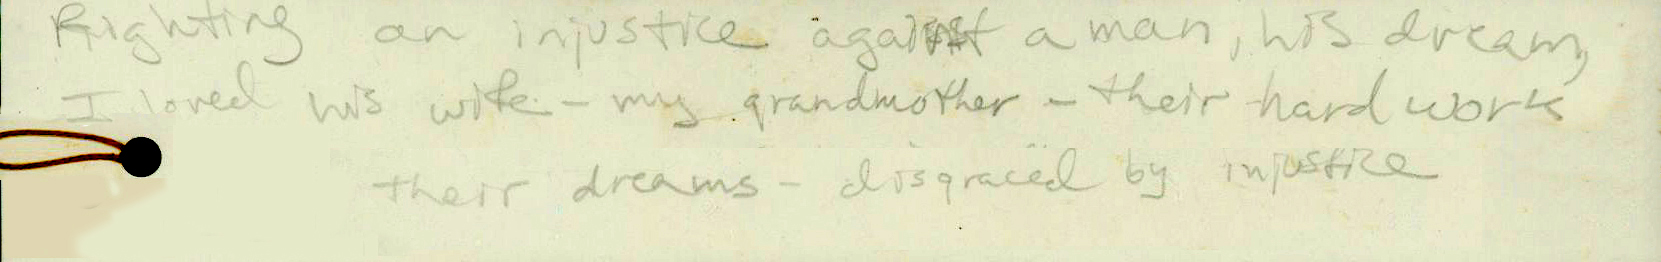 Righting an injustice against a man, his dream,
I loved his wife - my grandmother - their hard work
their dreams - disgraced by injustice